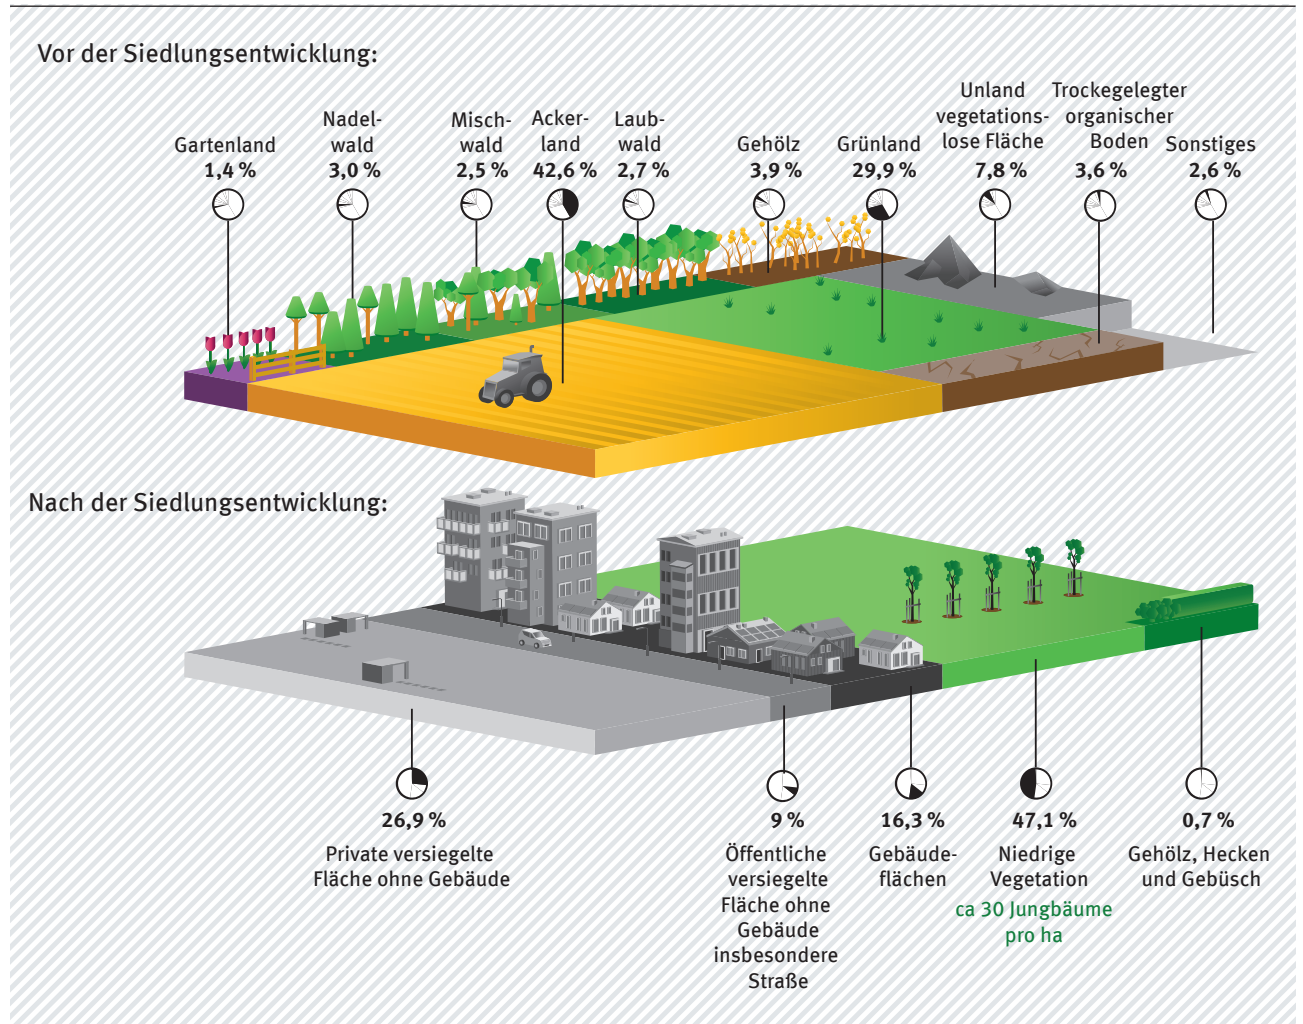 Vor der Siedlungsentwicklung:
Gartenland
1,4 %
Nadel-
wald
3,0 %
Misch-
wald
2,5 %
Acker-
land
42,6 %
Laub-
wald
2,7 %
Gehölz
3,9 %
Grünland
29,9 %
Unland
vegetations-
lose Fläche
7,8 %
Trockegelegter
organischer
Boden
3,6 %
Sonstiges
2,6 %
Nach der Siedlungsentwicklung:
26,9 %
Private versiegelte
Fläche ohne Gebäude
9 %
Öffentliche
versiegelte
Fläche ohne
Gebäude
insbesondere
Straße
16,3 %
Gebäude-
flächen
47,1 %
Niedrige
Vegetation
ca 30 Jungbäume
pro ha
0,7 %
Gehölz, Hecken
und Gebüsch